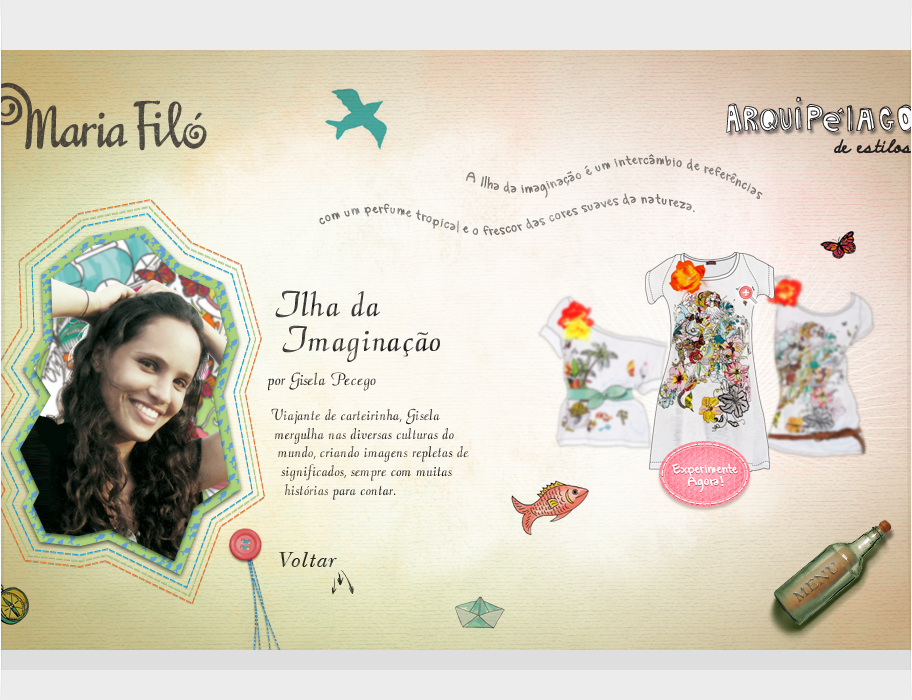 Maria Filó
ARQUIPÉLAGO
de estilos
A Ilha da imaginação é um intercâmbio de referências
com um perfume tropical e o frescor das cores suaves da natureza.
Ilha da
Imaginação
por Gisela Pecego
Viajante de carteirinha, Gisela
mergulha nas diversas culturas do
mundo, criando imagens repletas de
significados, sempre com muitas
histórias para contar.
Experimente
Agora!
Voltar
MENU